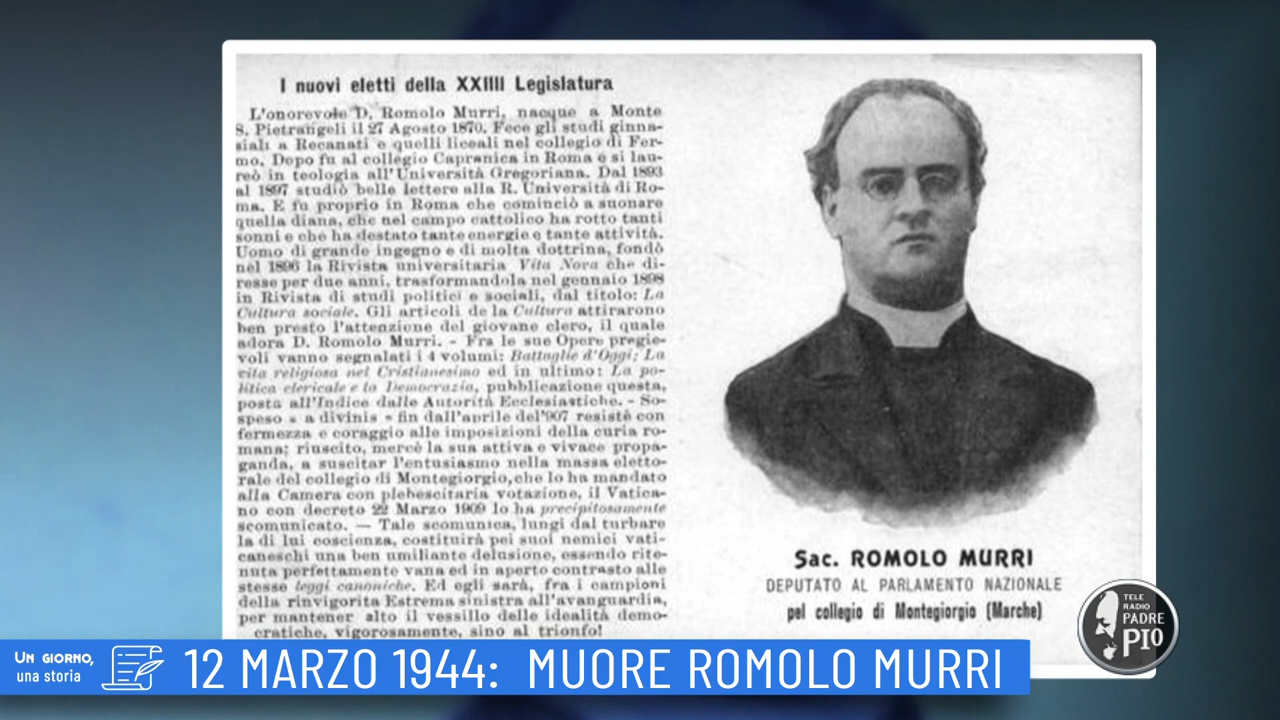 I nuovi eletti della XXIIII Legislatura
L'onorevole D. Romolo Murri, nacque a Monte
S. Pietrangeli il 27 Agosto 1870. Fece gli studi ginna-
siali a Recanati e quelli liceali nel collegio di Fer-
mo. Dopo fu al collegio Capranica in Roma e si lau-
reò in teologia all'Università Gregoriana. Dal 1893
al 1897 studiò belle lettere alla R. Università di Ro-
ma. E fu proprio in Roma che cominciò a suonare
quella diana, che nel campo cattolico ha rotto tanti
sonni e che ha destato tante energie e tante attività.
Uomo di grande ingegno e di molta dottrina, fondò
nel 1896 la Rivista universitaria Vita Nova che di-
resse per due anni, trasformandola nel gennaio 1898
in Rivista di studi politici e sociali, dal titolo: La
Cultura sociale. Gli articoli de la Cultura attirarono
ben presto l'attenzione del giovane clero, il quale
adora D. Romolo Murri. - Fra le sue Opere pregie-
voli vanno segnalati i 4 volumi: Battaglie d'Oggi; La
vita religiosa nel Cristianesimo ed in ultimo: La po-
litica clericale e la Democrazia, pubblicazione questa,
posta all'Indice dalle Autorità Ecclesiastiche. - So-
speso « a divinis » fin dall'aprile del'907 resistè con
fermezza e coraggio alle imposizioni della curia ro-
mana; riuscito, mercè la sua attiva e vivace propa-
ganda, a suscitar l'entusiasmo nella massa eletto-
rale del collegio di Montegiorgio, che lo ha mandato
alla Camera con plebescitaria votazione, il Vatica-
no con decreto 22 Marzo 1909 lo ha precipitosamente
scomunicato. — Tale scomunica, lungi dal turbare
la di lui coscienza, costituirà pei suoi nemici vati-
caneschi una ben umiliante delusione, essendo rite-
nuta perfettamente vana ed in aperto contrasto alle
stesse leggi canoniche. Ed egli sarà, fra i campioni
della rinvigorita Estrema sinistra all'avanguardia,
per mantener alto il vessillo delle idealità demo-
cratiche, vigorosamente, sino al trionfo!
Sac. ROMOLO MURRI
DEPUTATO AL PARLAMENTO NAZIONALE
pel collegio di Montegiorgio (Marche)
TELE
RADIO
PADRE
PIO
UN GIORNO,
una storia
12 MARZO 1944: MUORE ROMOLO MURRI